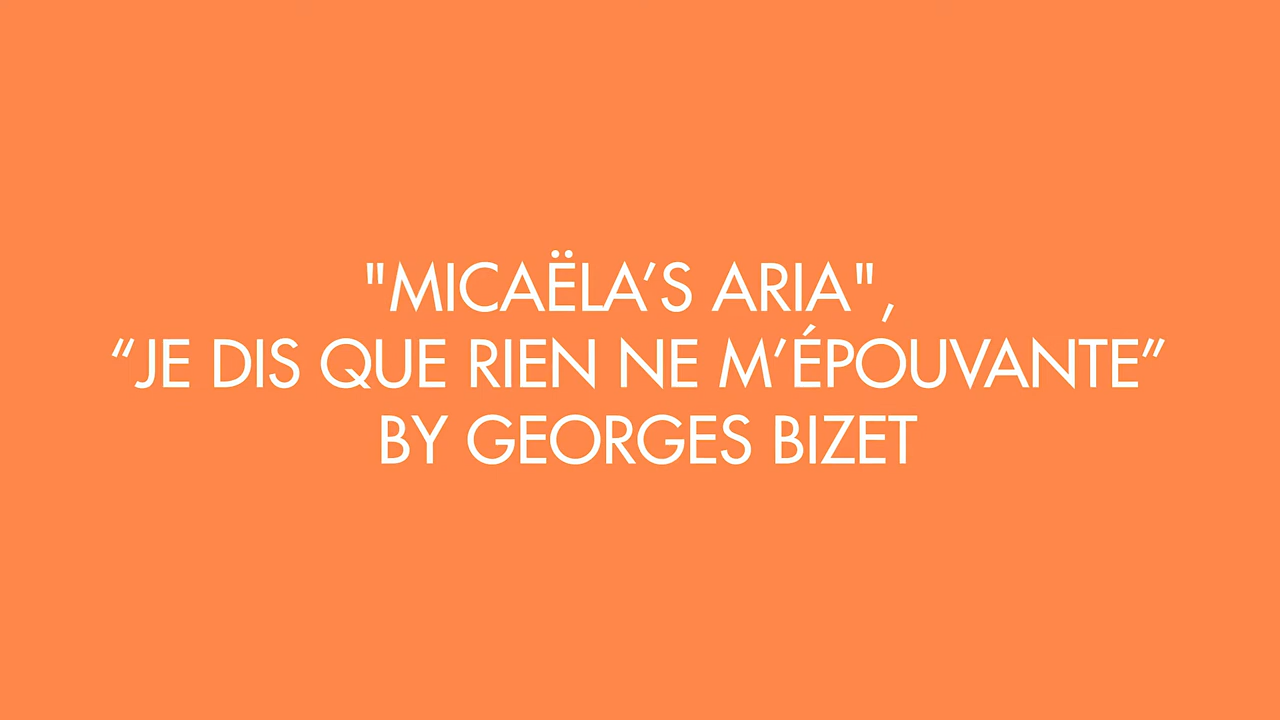 "MICAËLA’S ARIA",
“JE DIS QUE RIEN NE M’ÉPOUVANTE”
BY GEORGES BIZET